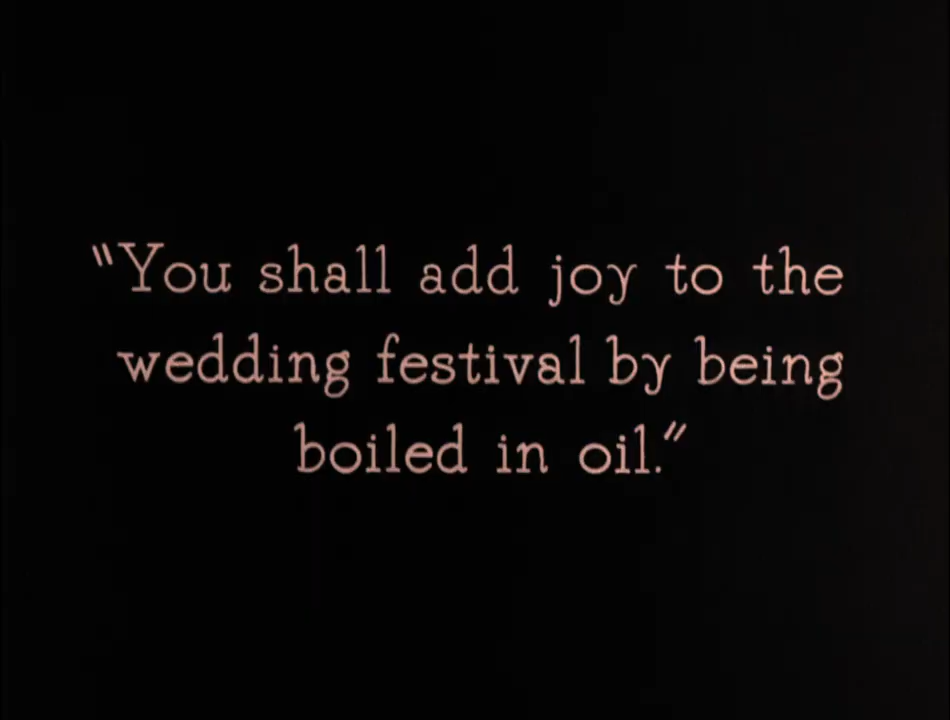 "You shall add joy to the
wedding festival by being
boiled in oil."